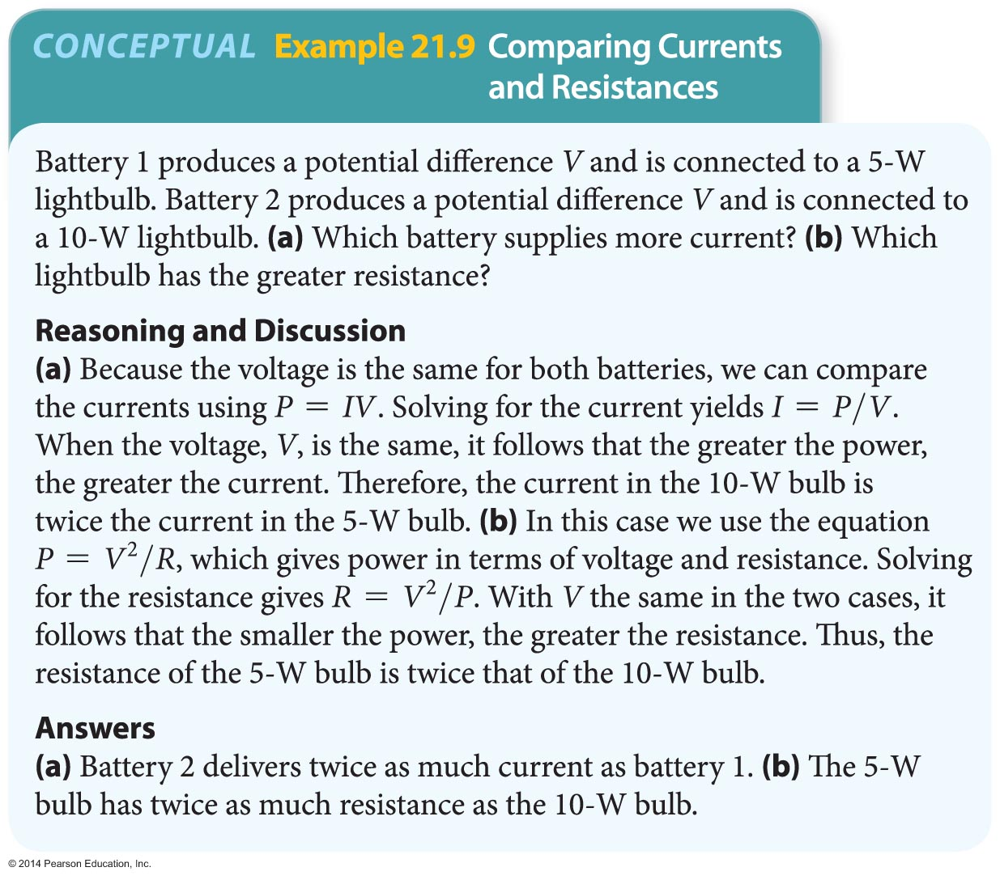 CONCEPTUAL Example 21.9 Comparing Currents
and Resistances
Battery 1 produces a potential difference V and is connected to a 5-W
lightbulb. Battery 2 produces a potential difference V and is connected to
a 10-W lightbulb. (a) Which battery supplies more current? (b) Which
lightbulb has the greater resistance?
Reasoning and Discussion
(a) Because the voltage is the same for both batteries, we can compare
the currents using P = IV. Solving for the current yields I = P/V.
When the voltage, V, is the same, it follows that the greater the power,
the greater the current. Therefore, the current in the 10-W bulb is
twice the current in the 5-W bulb. (b) In this case we use the equation
P = V²/R, which gives power in terms of voltage and resistance. Solving
for the resistance gives R = V²/P. With V the same in the two cases, it
follows that the smaller the power, the greater the resistance. Thus, the
resistance of the 5-W bulb is twice that of the 10-W bulb.
Answers
(a) Battery 2 delivers twice as much current as battery 1. (b) The 5-W
bulb has twice as much resistance as the 10-W bulb.
© 2014 Pearson Education, Inc.